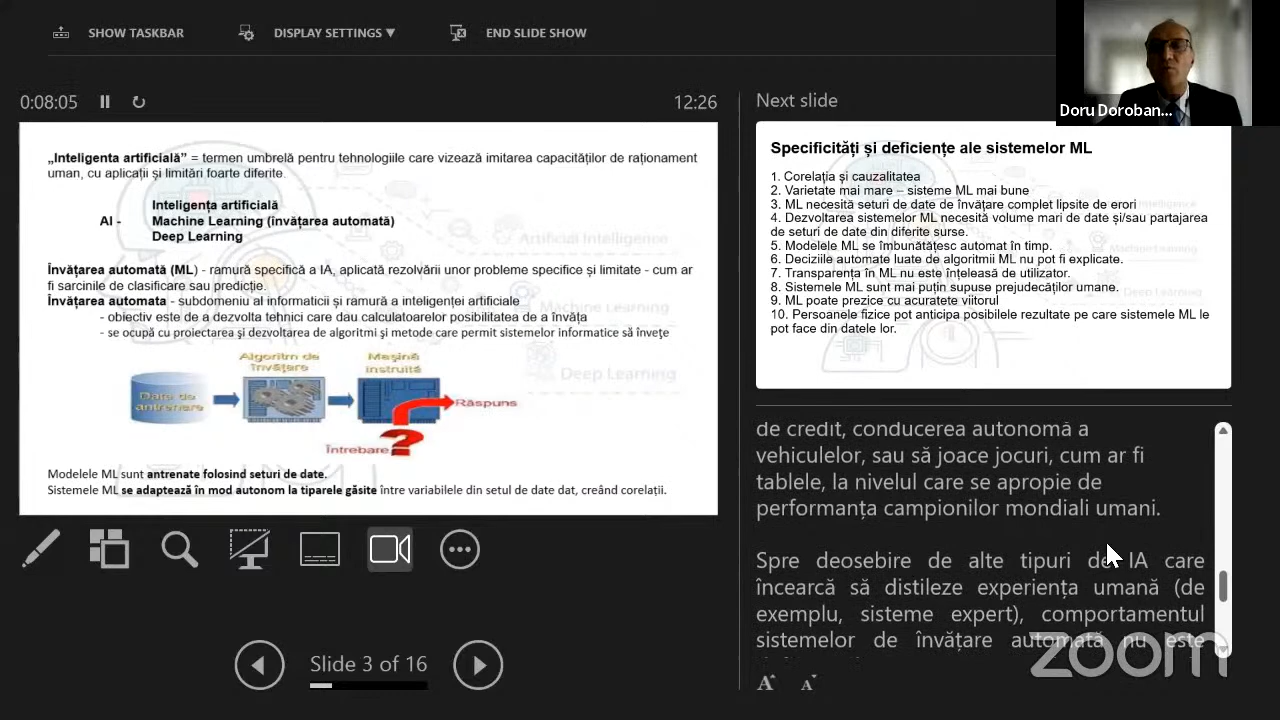 SHOW TASKBAR
DISPLAY SETTINGS ▼
END SLIDE SHOW
0:08:05
12:26
„Inteligenta artificială” = termen umbrelă pentru tehnologiile care vizează imitarea capacităților de raționament
uman, cu aplicații și limitări foarte diferite.
Inteligența artificială
AI - Machine Learning (învățarea automată)
Deep Learning
Artificial Intelligence
Învățarea automată (ML) - ramură specifică a IA, aplicată rezolvării unor probleme specifice și limitate - cum ar
fi sarcinile de clasificare sau predicție.
Învățarea automata - subdomeniu al informaticii și ramură a inteligenței artificiale
- obiectiv este de a dezvolta tehnici care dau calculatoarelor posibilitatea de a învăța
- se ocupă cu proiectarea și dezvoltarea de algoritmi și metode care permit sistemelor informatice să învețe
Machine Learning
Deep Learning
Algoritm de
învățare
Mașină
instruită
Date de
antrenare
Răspuns
Întrebare ?
Modelele ML sunt antrenate folosind seturi de date.
Sistemele ML se adaptează în mod autonom la tiparele găsite între variabilele din setul de date dat, creând corelații.
Slide 3 of 16
Next slide
Doru Doroban...
Specificități și deficiențe ale sistemelor ML
1. Corelația și cauzalitatea
2. Varietate mai mare – sisteme ML mai bune
3. ML necesită seturi de date de învățare complet lipsite de erori
4. Dezvoltarea sistemelor ML necesită volume mari de date și/sau partajarea
de seturi de date din diferite surse.
5. Modelele ML se îmbunătățesc automat în timp.
6. Deciziile automate luate de algoritmii ML nu pot fi explicate.
7. Transparența în ML nu este înțeleasă de utilizator.
8. Sistemele ML sunt mai puțin supuse prejudecăților umane.
9. ML poate prezice cu acuratete viitorul
10. Persoanele fizice pot anticipa posibilele rezultate pe care sistemele ML le
pot face din datele lor.
de credit, conducerea autonomă a
vehiculelor, sau să joace jocuri, cum ar fi
tablele, la nivelul care se apropie de
performanța campionilor mondiali umani.
Spre deosebire de alte tipuri de IA care
încearcă să distileze experiența umană (de
exemplu, sisteme expert), comportamentul
sistemelor de învățare automată nu este
zoom
A A